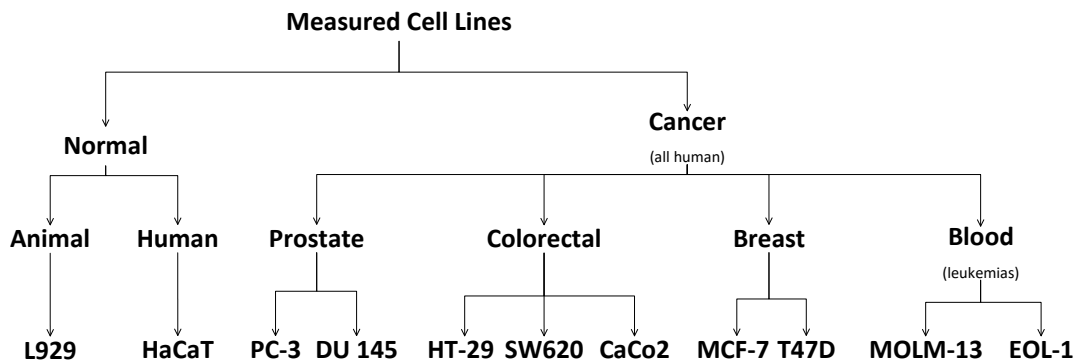 Measured Cell Lines
Cancer
(all human)
Normal
Animal Human Prostate Colorectal Breast Blood
(leukemias)
L929 HaCaT PC-3 DU 145 HT-29 SW620 CaCo2 MCF-7 T47D MOLM-13 EOL-1